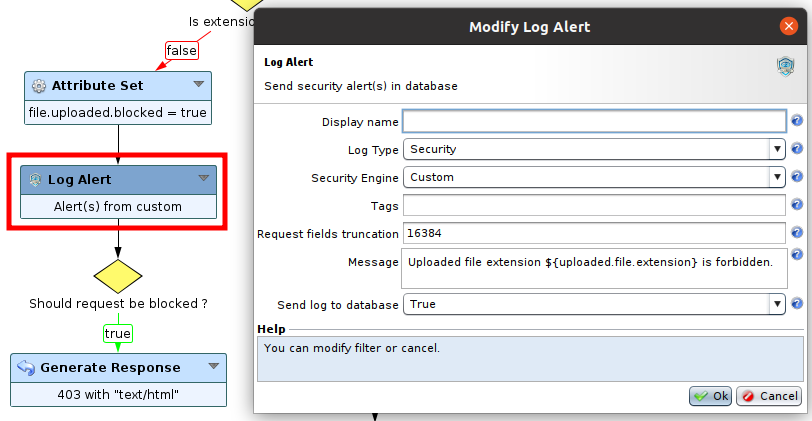 Is extensio
false
Attribute Set
file.uploaded.blocked = true
Log Alert
Alert(s) from custom
Should request be blocked ?
true
Generate Response
403 with "text/html"
Modify Log Alert
Log Alert
Send security alert(s) in database
Display name
Log Type Security
Security Engine Custom
Tags
Request fields truncation 16384
Message Uploaded file extension ${uploaded.file.extension} is forbidden.
Send log to database True
Help
You can modify filter or cancel.
Ok Cancel